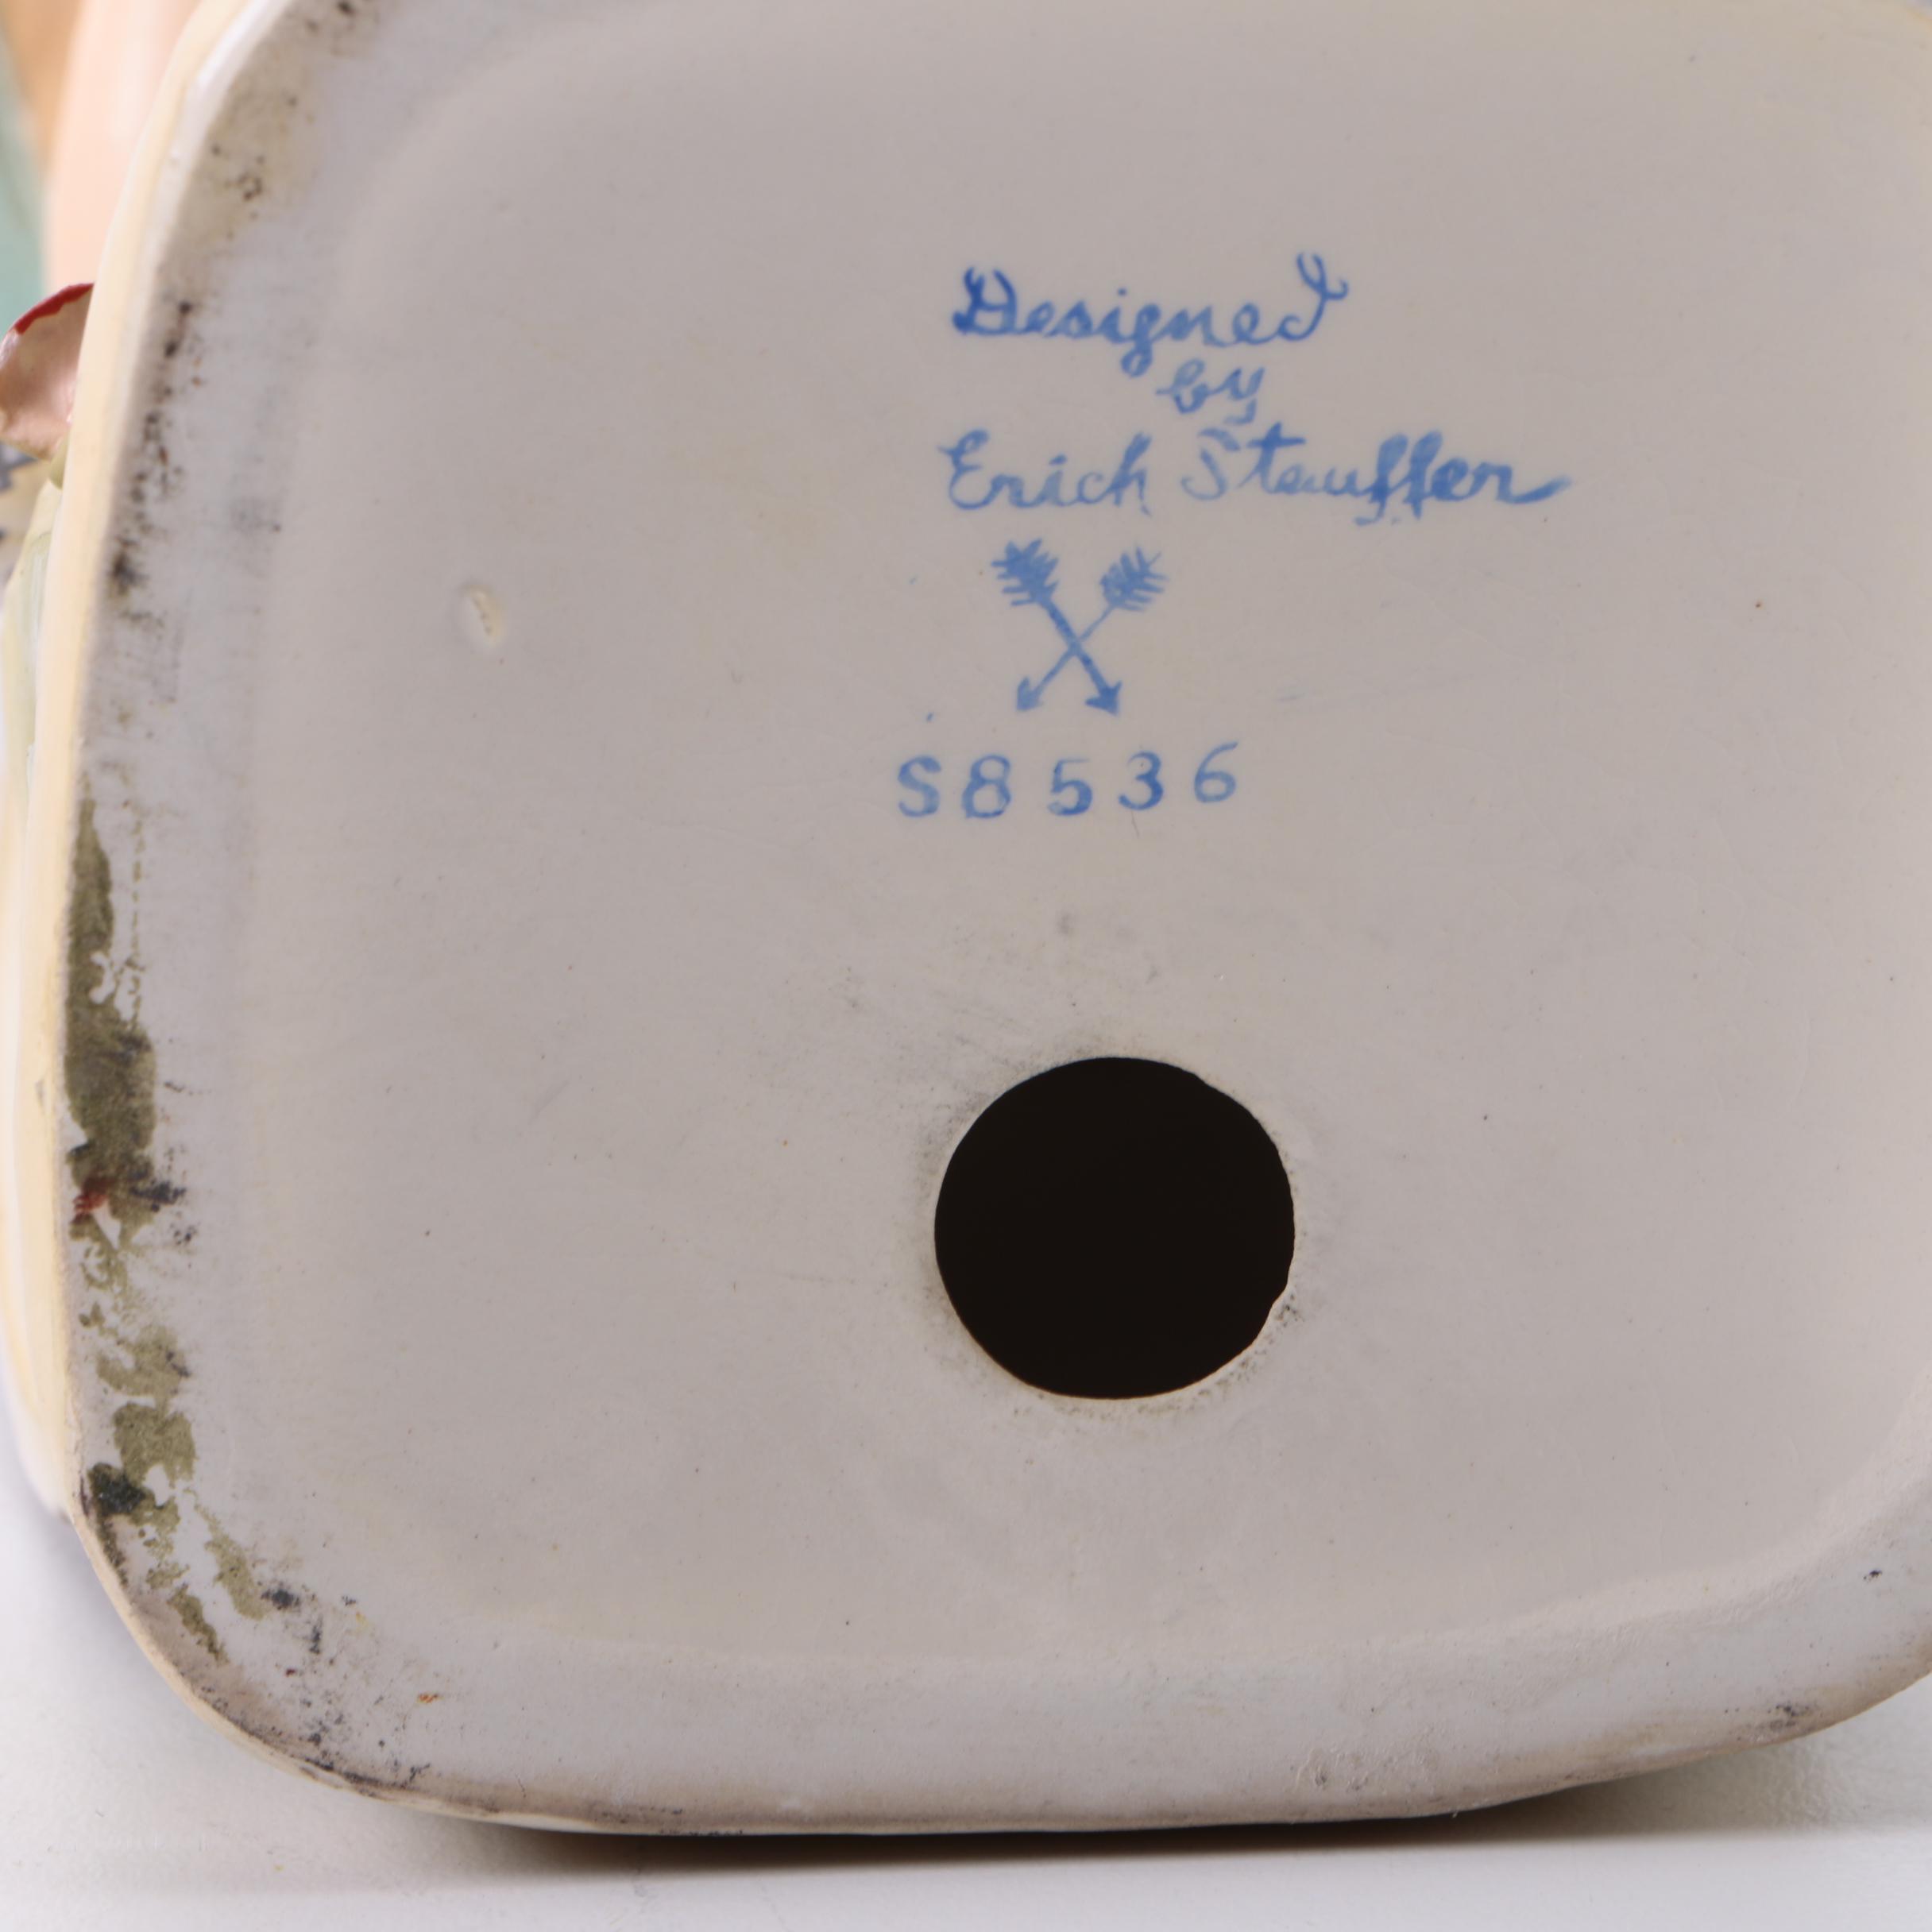 Designed
by
Erich Stauffer
S8536